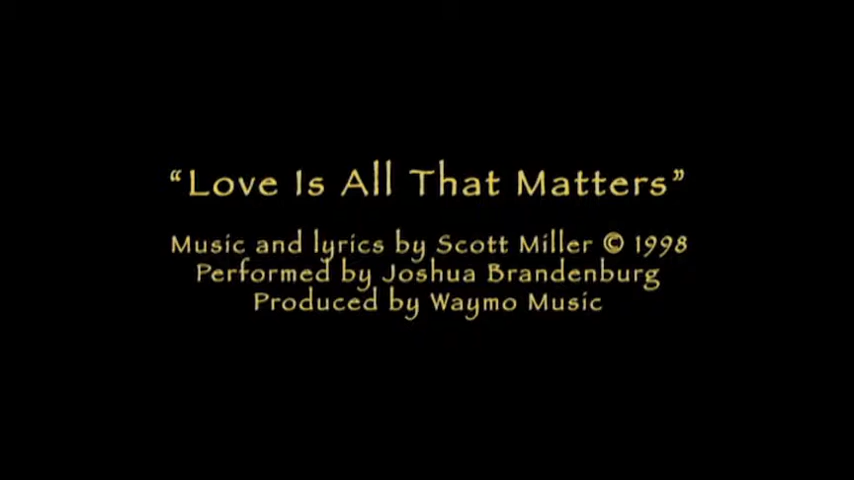 “Love Is All That Matters”
Music and lyrics by Scott Miller © 1998
Performed by Joshua Brandenburg
Produced by Waymo Music